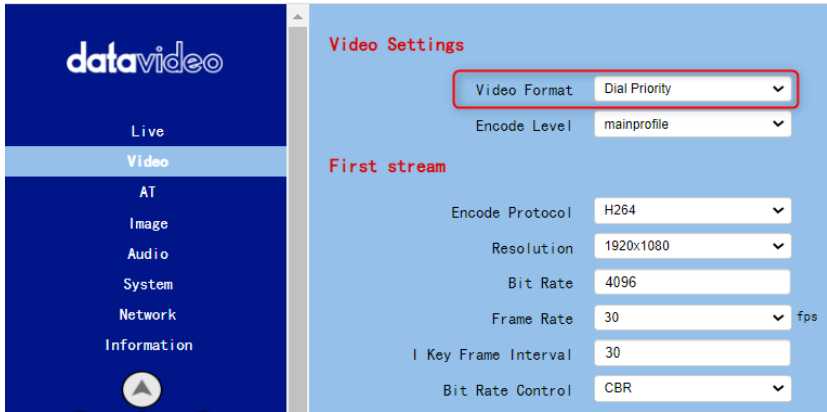 datavideo
Live
Video
AT
Image
Audio
System
Network
Information
Video Settings
Video Format Dial Priority
Encode Level mainprofile
First stream
Encode Protocol H264
Resolution 1920x1080
Bit Rate 4096
Frame Rate 30 fps
I Key Frame Interval 30
Bit Rate Control CBR